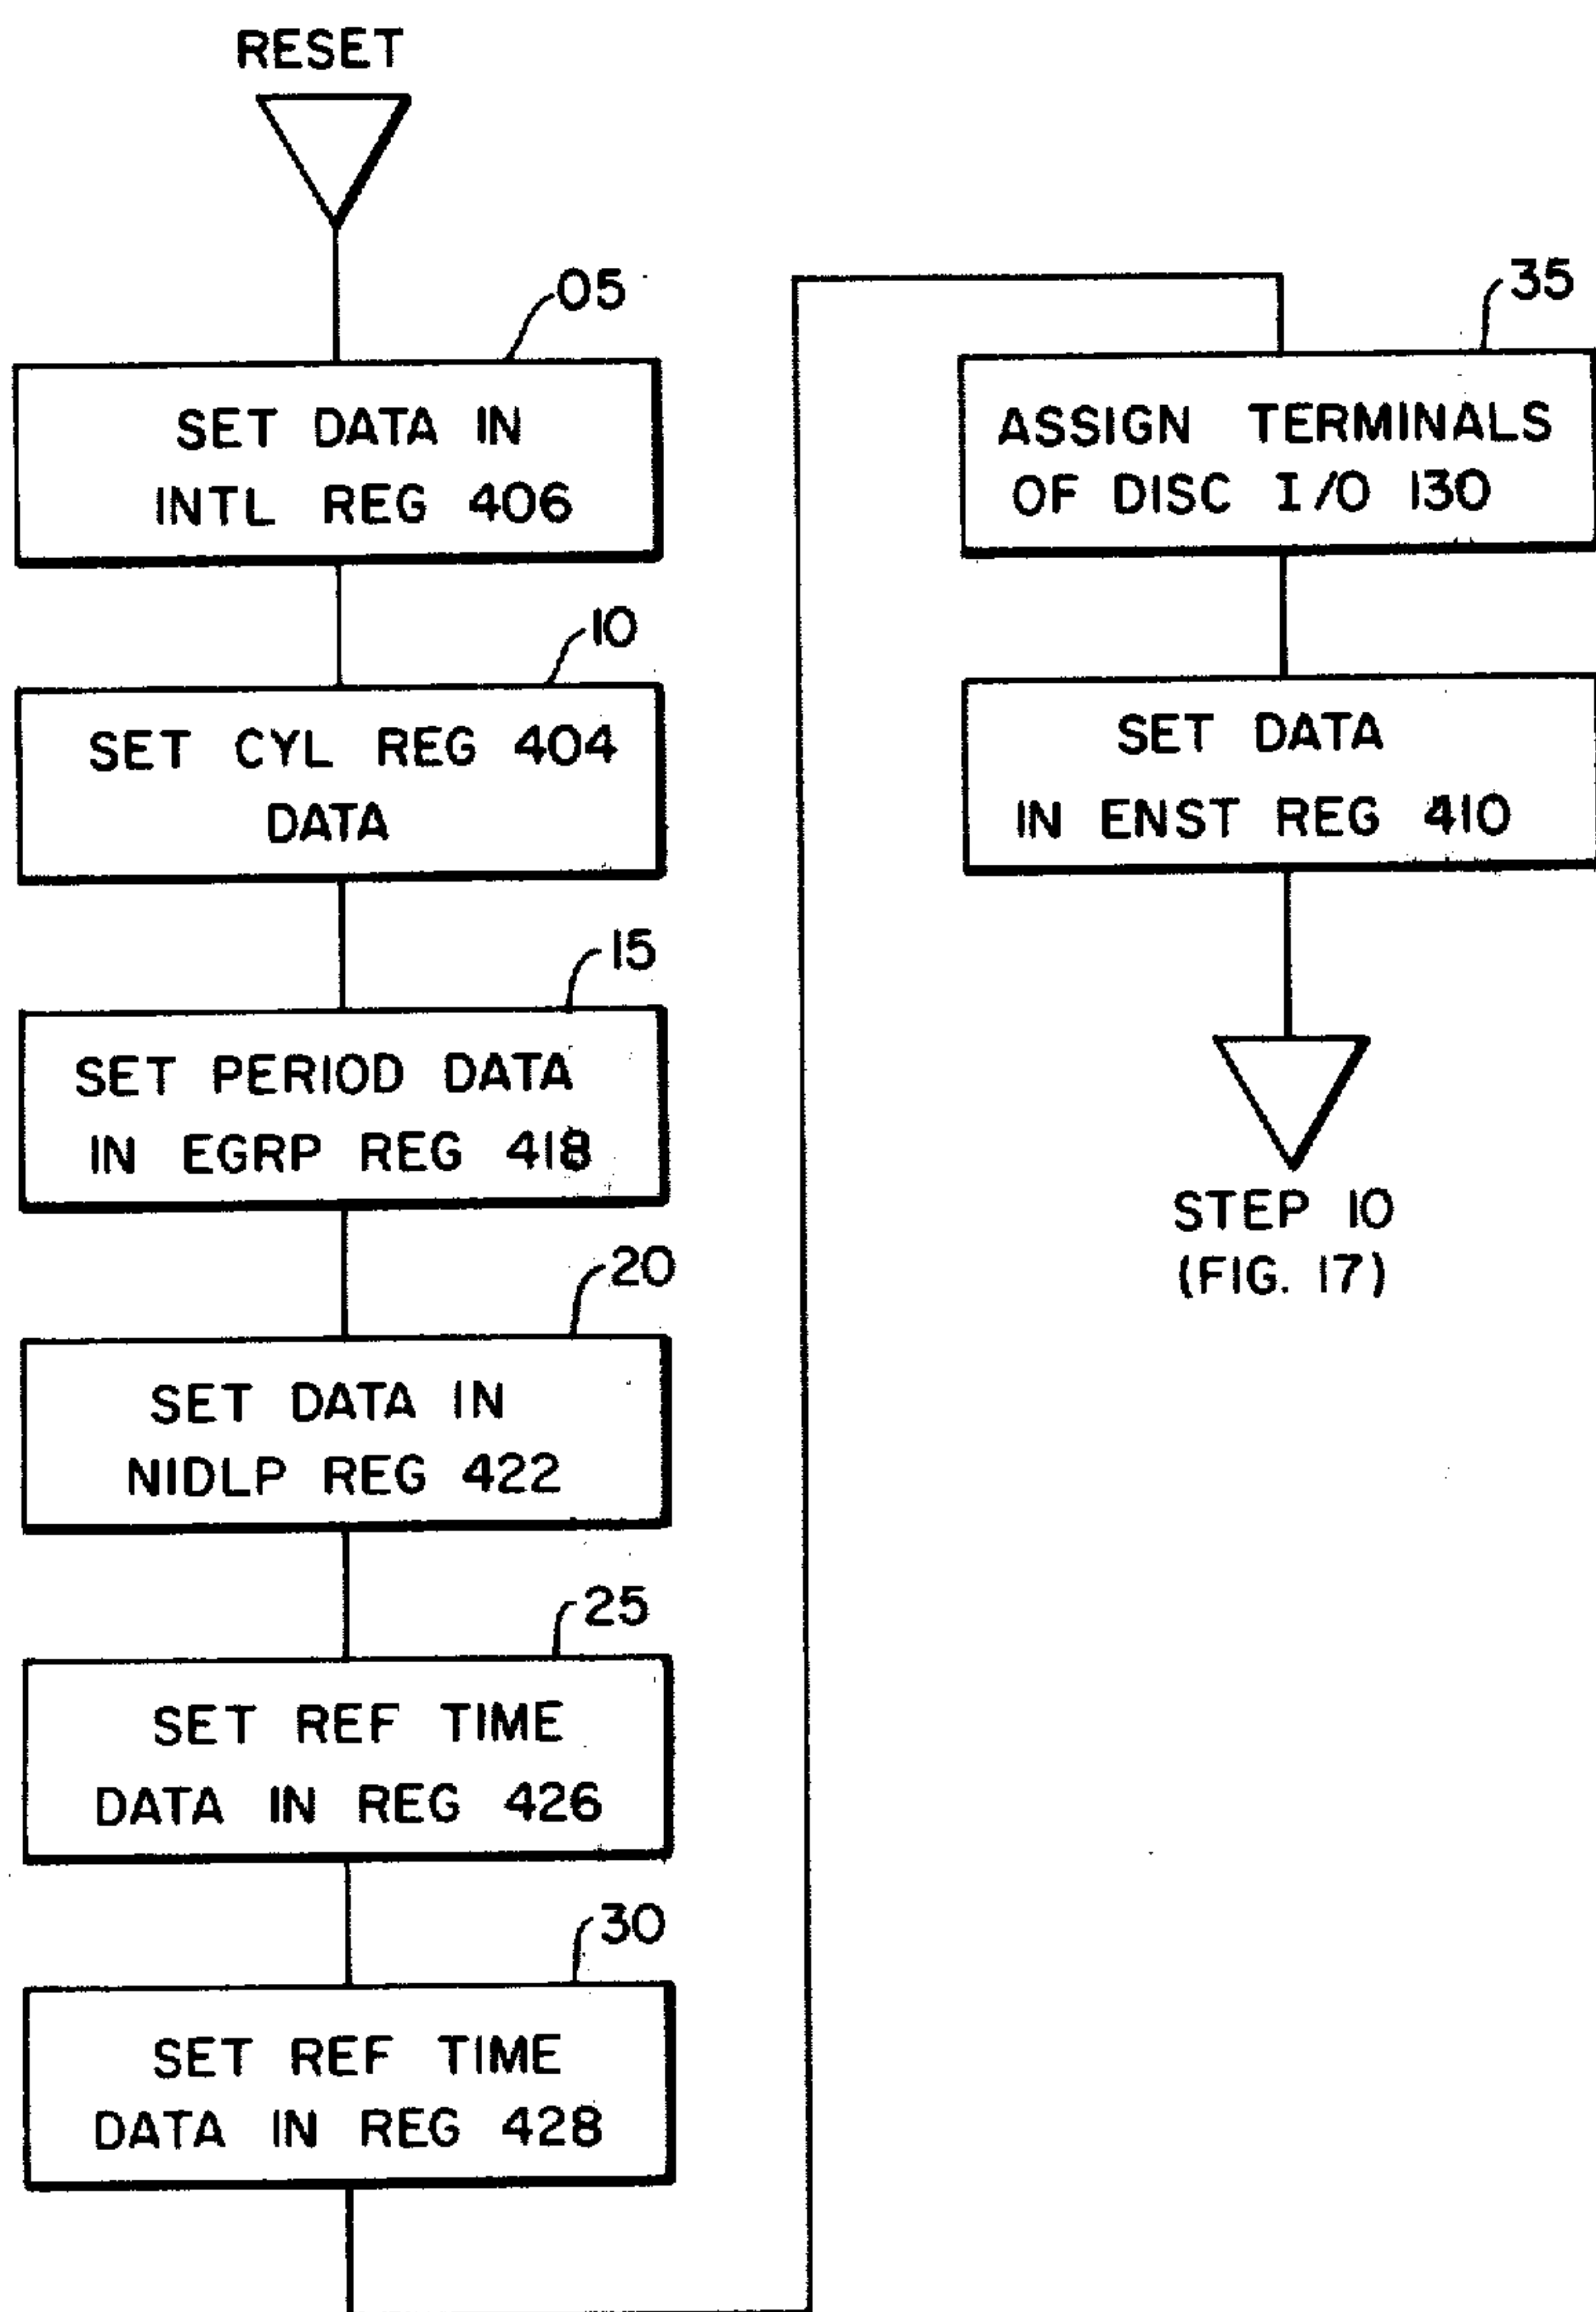 RESET
05
SET DATA IN
INTL REG 406
10
SET CYL REG 404
DATA
15
SET PERIOD DATA
IN EGRP REG 418
20
SET DATA IN
NIDLP REG 422
25
SET REF TIME
DATA IN REG 426
30
SET REF TIME
DATA IN REG 428
35
ASSIGN TERMINALS
OF DISC I/O 130
SET DATA
IN ENST REG 410
STEP 10
(FIG. 17)